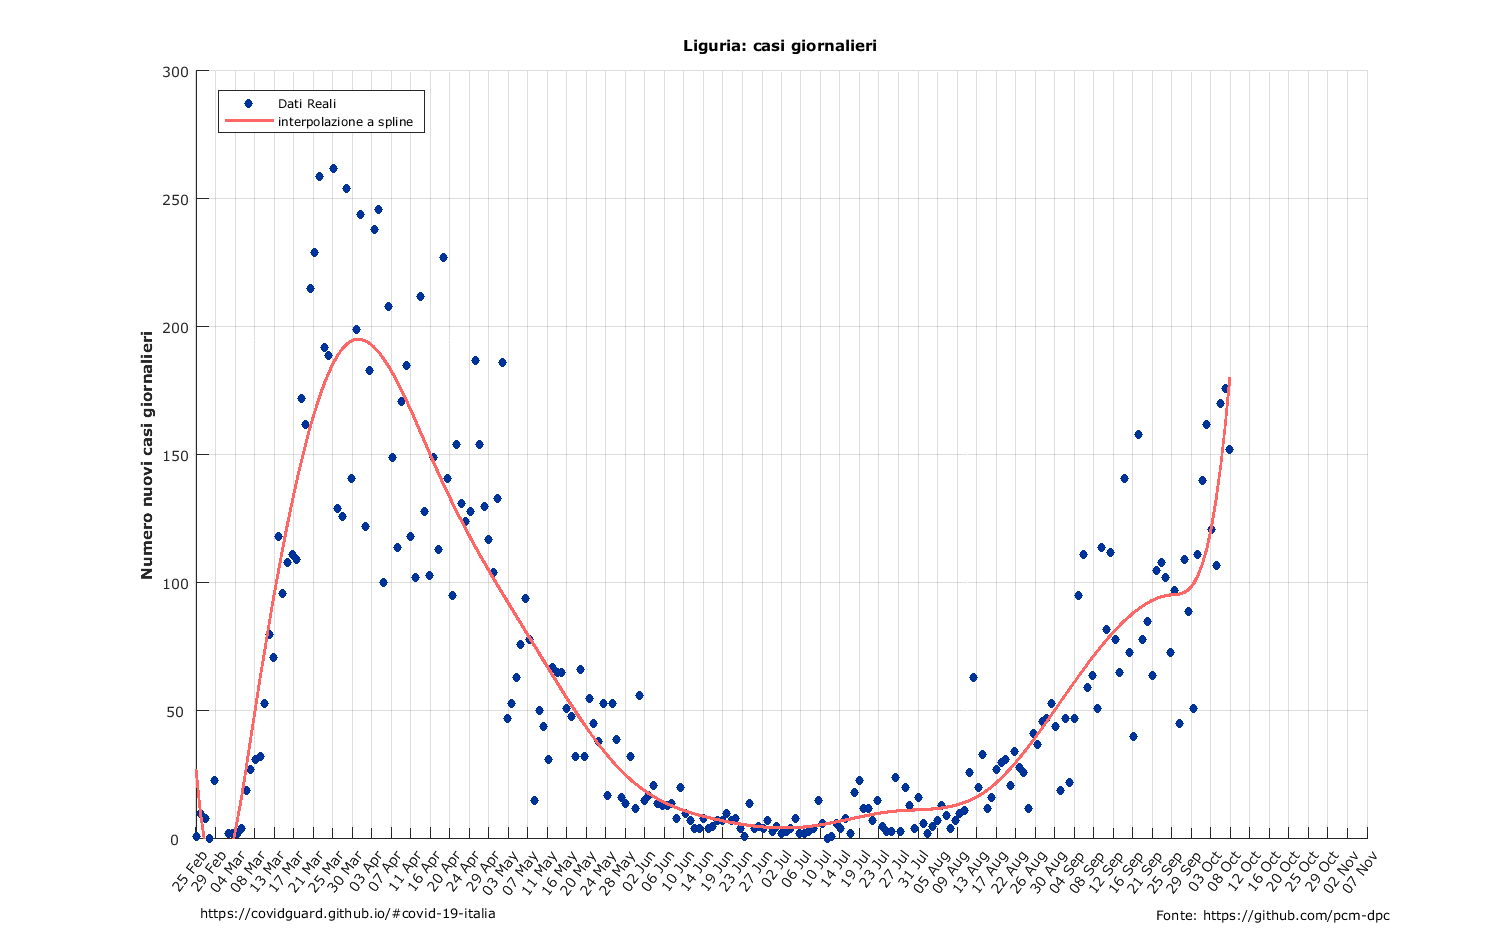 Liguria: casi giornalieri
Dati Reali
interpolazione a spline
Numero nuovi casi giornalieri
300
250
200
150
100
50
0
25 Feb
29 Feb
04 Mar
08 Mar
13 Mar
17 Mar
21 Mar
25 Mar
30 Mar
03 Apr
07 Apr
11 Apr
16 Apr
20 Apr
24 Apr
29 Apr
03 May
07 May
11 May
16 May
20 May
24 May
28 May
02 Jun
06 Jun
10 Jun
14 Jun
19 Jun
23 Jun
27 Jun
02 Jul
06 Jul
10 Jul
14 Jul
19 Jul
23 Jul
27 Jul
31 Jul
05 Aug
09 Aug
13 Aug
17 Aug
22 Aug
26 Aug
30 Aug
04 Sep
08 Sep
12 Sep
16 Sep
21 Sep
25 Sep
29 Sep
03 Oct
08 Oct
12 Oct
16 Oct
20 Oct
25 Oct
29 Oct
02 Nov
07 Nov
https://covidguard.github.io/#covid-19-italia
Fonte: https://github.com/pcm-dpc